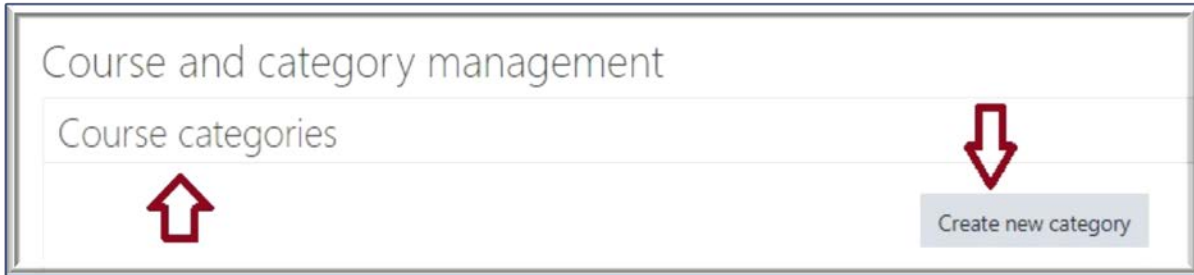 Course and category management
Course categories
Create new category